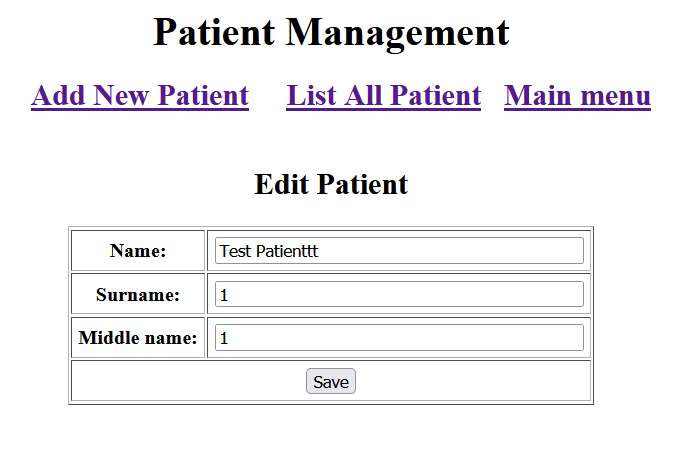 Patient Management
Add New Patient List All Patient Main menu
Edit Patient
Name: Test Patienttt
Surname: 1
Middle name: 1
Save